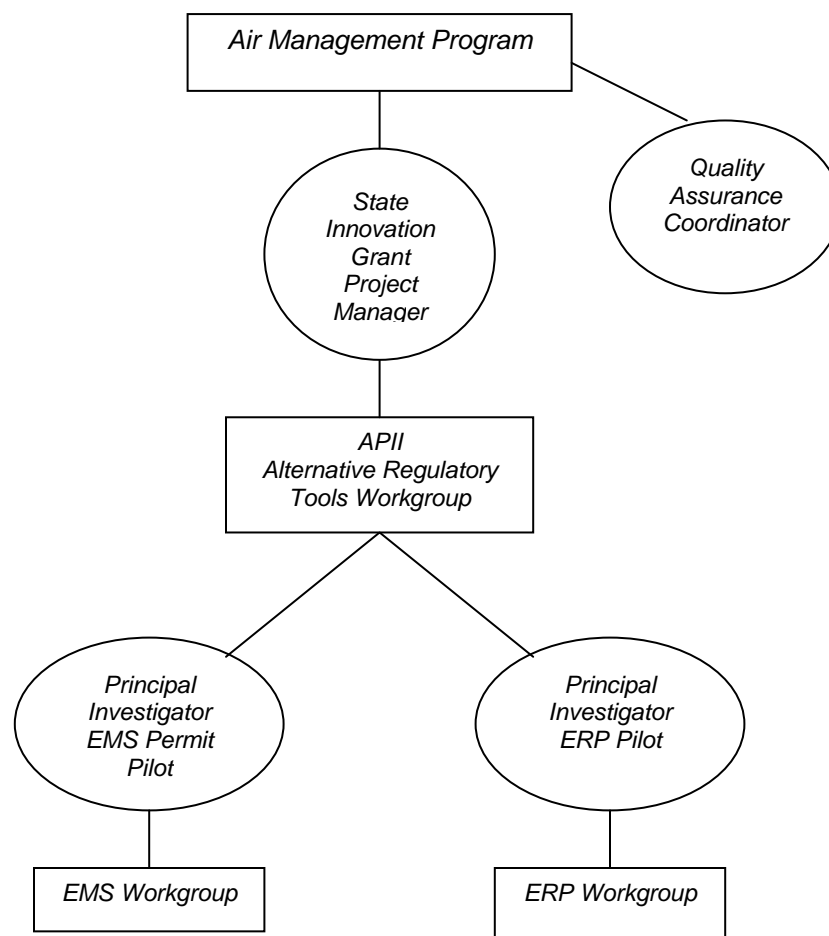 Air Management Program
Quality
Assurance
Coordinator
State
Innovation
Grant
Project
Manager
APII
Alternative Regulatory
Tools Workgroup
Principal
Investigator
EMS Permit
Pilot
Principal
Investigator
ERP Pilot
EMS Workgroup
ERP Workgroup